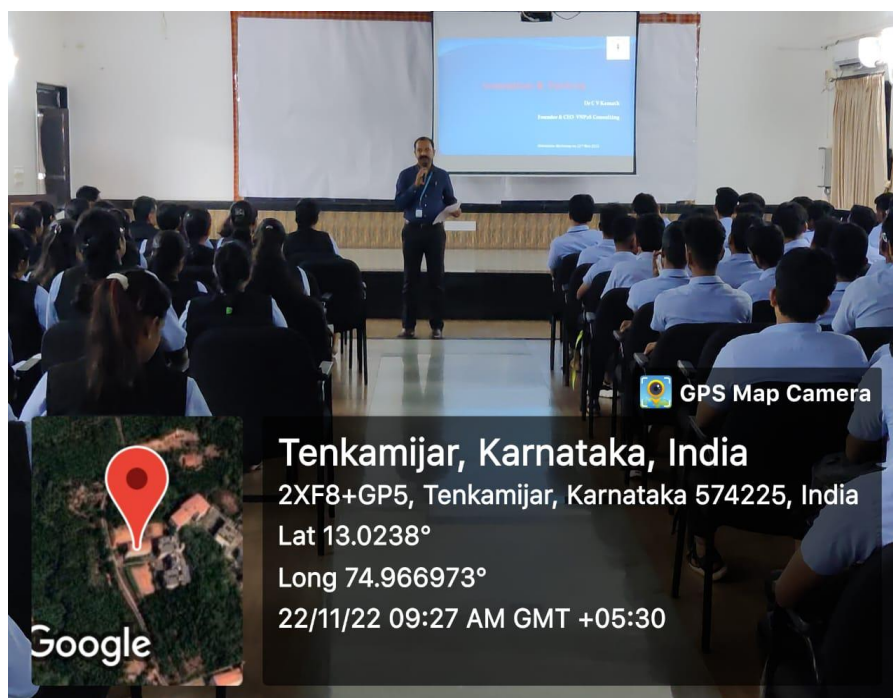 GPS Map Camera
Tenkamijar, Karnataka, India
2XF8+GP5, Tenkamijar, Karnataka 574225, India
Lat 13.0238°
Long 74.966973°
22/11/22 09:27 AM GMT +05:30
Google